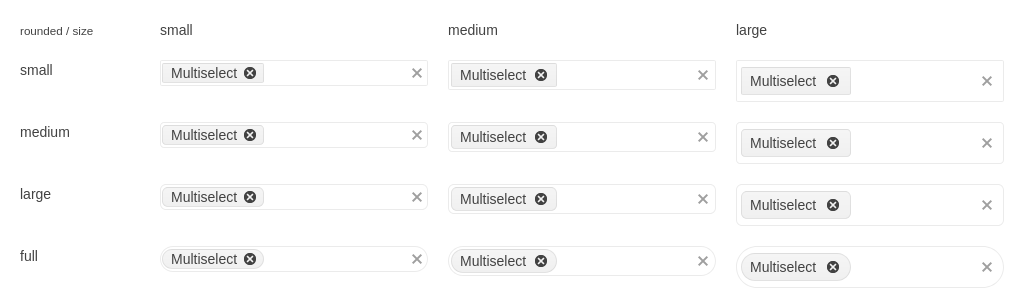 rounded / size small medium large
small Multiselect Multiselect Multiselect
medium Multiselect Multiselect Multiselect
large Multiselect Multiselect Multiselect
full Multiselect Multiselect Multiselect